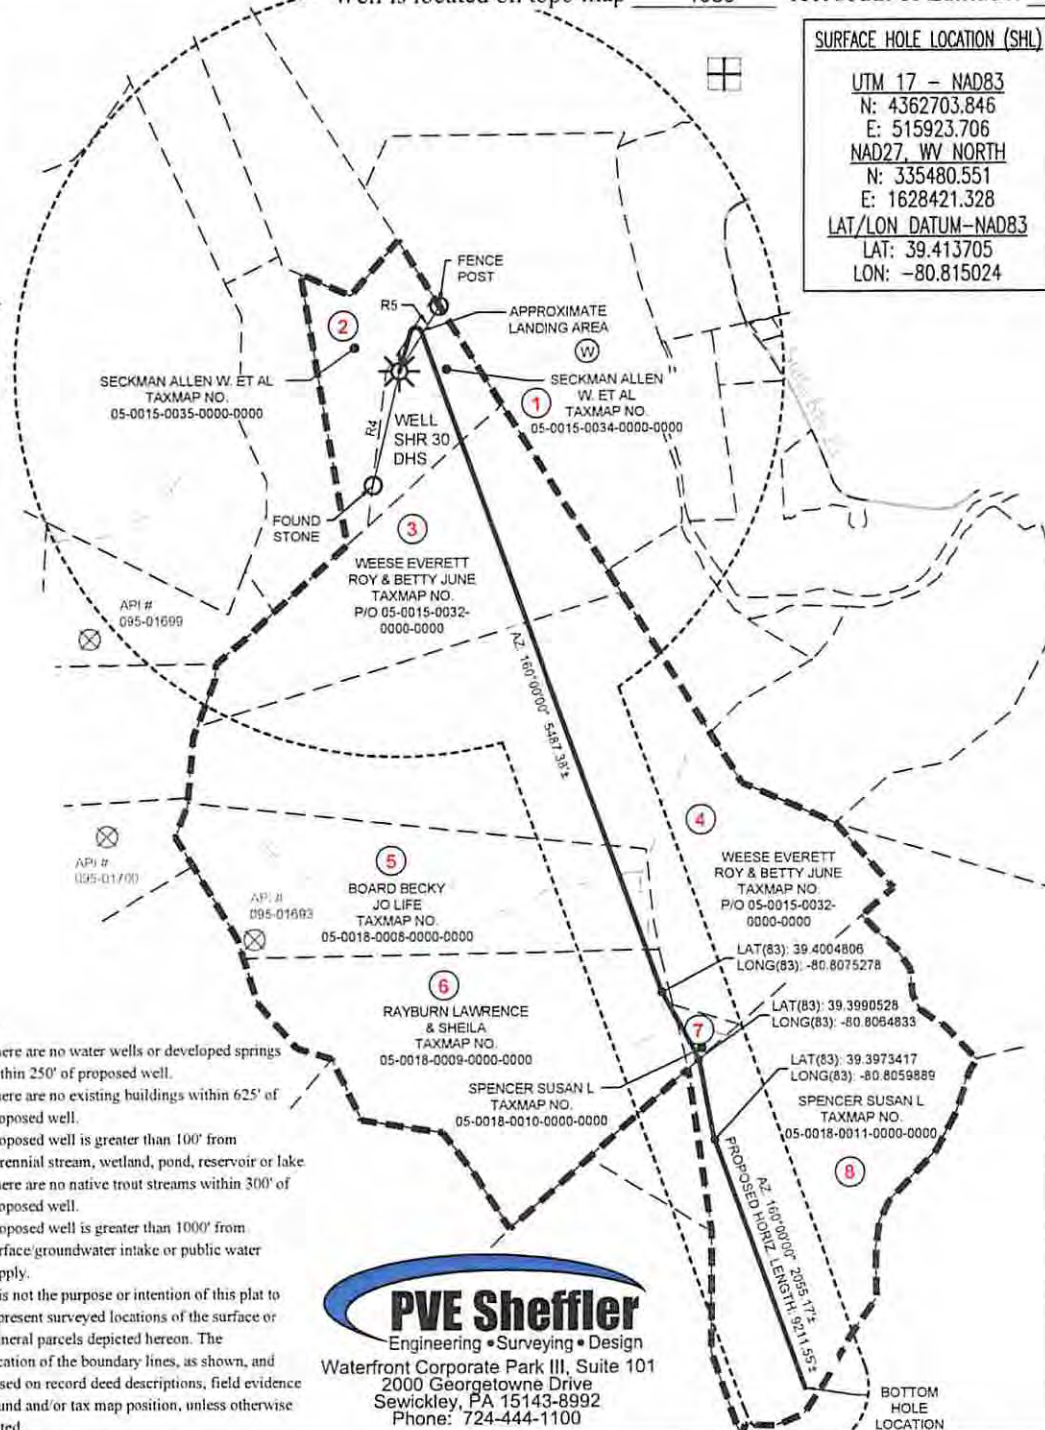 Well is located on topo map
SURFACE HOLE LOCATION (SHL)
UTM 17 - NAD83
N: 4362703.846
E: 515923.706
NAD27, WV NORTH
N: 335480.551
E: 1628421.328
LAT/LON DATUM-NAD83
LAT: 39.413705
LON: -80.815024
FENCE
POST
R5
APPROXIMATE
LANDING AREA
W
2
SECKMAN ALLEN W. ET AL
TAXMAP NO.
05-0015-0035-0000-0000
SECKMAN ALLEN
W. ET AL
TAXMAP NO.
05-0015-0034-0000-0000
1
WELL
SHR 30
DHS
R4
FOUND
STONE
3
WEESE EVERETT
ROY & BETTY JUNE
TAXMAP NO.
P/O 05-0015-0032-
0000-0000
API #
095-01699
AZ. 160°00'00" 5487.38'±
4
WEESE EVERETT
ROY & BETTY JUNE
TAXMAP NO.
P/O 05-0015-0032-
0000-0000
API #
095-01700
5
BOARD BECKY
JO LIFE
TAXMAP NO.
05-0018-0008-0000-0000
API #
095-01693
LAT(83): 39.4004806
LONG(83): -80.8075278
6
RAYBURN LAWRENCE
& SHEILA
TAXMAP NO.
05-0018-0009-0000-0000
7
LAT(83): 39.3990528
LONG(83): -80.8064833
LAT(83): 39.3973417
LONG(83): -80.8059889
SPENCER SUSAN L
TAXMAP NO.
05-0018-0010-0000-0000
SPENCER SUSAN L
TAXMAP NO.
05-0018-0011-0000-0000
8
AZ. 160°00'00" 2055.17'±
PROPOSED HORIZ. LENGTH: 9211.55'±
BOTTOM
HOLE
LOCATION
ere are no water wells or developed springs
thin 250' of proposed well.
ere are no existing buildings within 625' of
oposed well.
oposed well is greater than 100' from
rennial stream, wetland, pond, reservoir or lake
ere are no native trout streams within 300' of
oposed well.
oposed well is greater than 1000' from
rface/groundwater intake or public water
pply.
is not the purpose or intention of this plat to
present surveyed locations of the surface or
neral parcels depicted hereon. The
cation of the boundary lines, as shown, and
sed on record deed descriptions, field evidence
und and/or tax map position, unless otherwise
ted.
PVE Sheffler
Engineering • Surveying • Design
Waterfront Corporate Park III, Suite 101
2000 Georgetowne Drive
Sewickley, PA 15143-8992
Phone: 724-444-1100